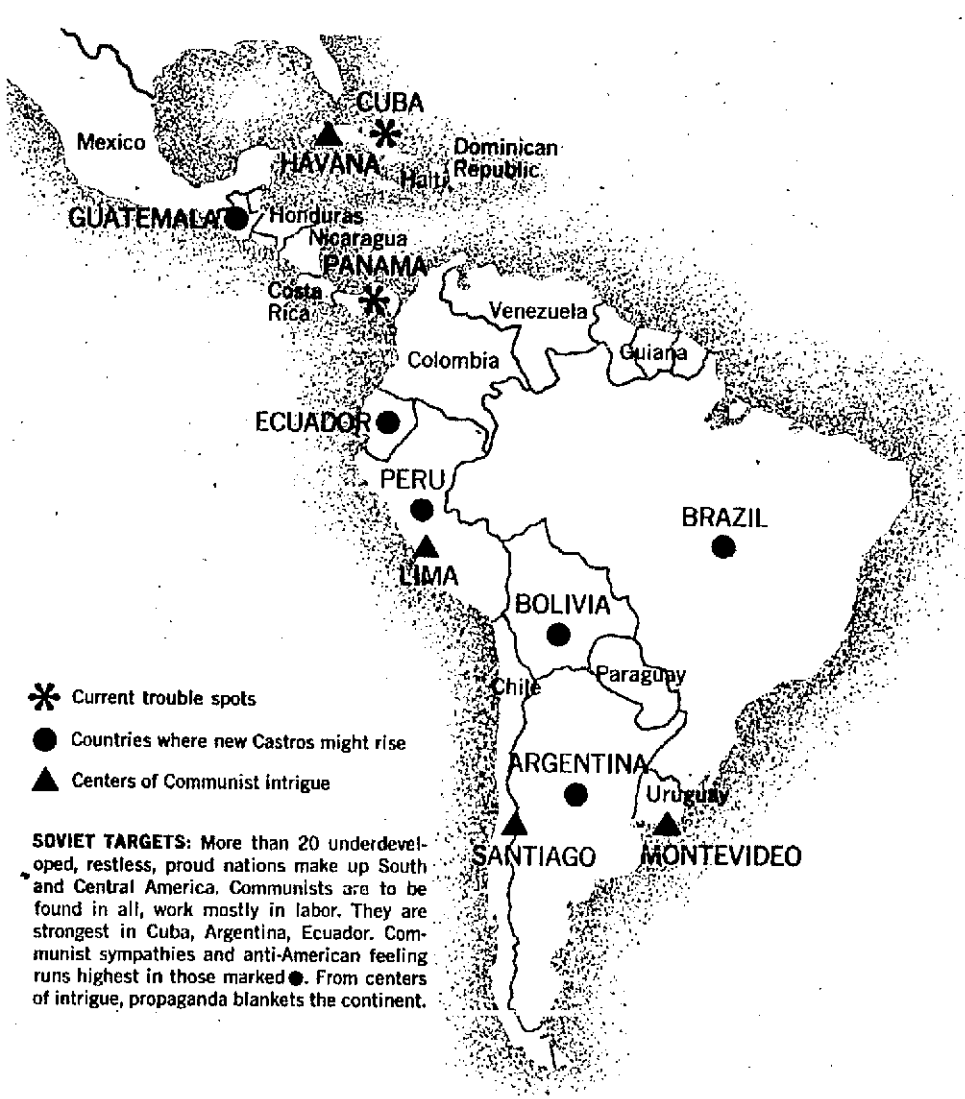 CUBA
Mexico
HAVANA
Dominican
Republic
Haiti
GUATEMALA
Honduras
Nicaragua
PANAMA
Costa
Rica
Venezuela
Guiana
Colombia
ECUADOR
PERU
BRAZIL
LIMA
BOLIVIA
Chile
Paraguay
Current trouble spots
Countries where new Castros might rise
Centers of Communist intrigue
ARGENTINA
Uruguay
SANTIAGO
MONTEVIDEO
SOVIET TARGETS: More than 20 underdevel-
oped, restless, proud nations make up South
and Central America. Communists are to be
found in all, work mostly in labor. They are
strongest in Cuba, Argentina, Ecuador. Com-
munist sympathies and anti-American feeling
runs highest in those marked ●. From centers
of intrigue, propaganda blankets the continent.